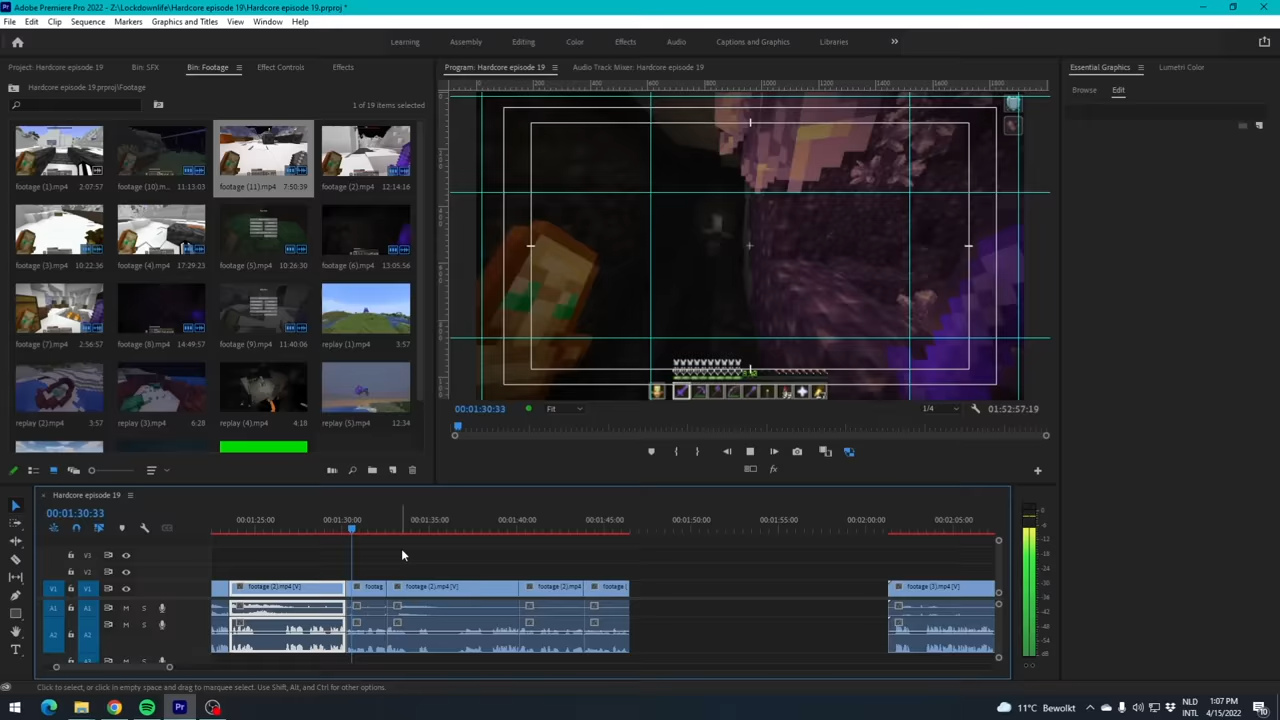 Adobe Premiere Pro 2022 - Z:\Lockdownlife\Hardcore episode 19\Hardcore episode 19.prproj *
File Edit Clip Sequence Markers Graphics and Titles View Window Help
Learning Assembly Editing Color Effects Audio Captions and Graphics Libraries
Project: Hardcore episode 19 Bin: SFX Bin: Footage Effect Controls Effects
Program: Hardcore episode 19 Audio Track Mixer: Hardcore episode 19
Essential Graphics Lumetri Color
Hardcore episode 19.prproj\Footage
Browse Edit
1 of 19 items selected
footage (1).mp4 2:07:57 footage (10).m... 11:13:03 footage (11).mp4 7:50:39 footage (2).mp4 12:14:16
footage (3).mp4 10:22:36 footage (4).mp4 17:29:23 footage (5).mp4 10:26:30 footage (6).mp4 13:05:56
footage (7).mp4 2:56:57 footage (8).mp4 14:49:57 footage (9).mp4 11:40:06 replay (1).mp4 3:57
replay (2).mp4 3:57 replay (3).mp4 6:28 replay (4).mp4 4:18 replay (5).mp4 12:34
00:01:30:33 Fit 1/4 01:52:57:19
Hardcore episode 19
00:01:30:33
00:01:25:00 00:01:30:00 00:01:35:00 00:01:40:00 00:01:45:00 00:01:50:00 00:01:55:00 00:02:00:00 00:02:05:00
V3
V2
V1 V1 footage (2).mp4 [V] footag footage (2).mp4 [V] footage (2).mp4 footage ( footage (3).mp4 [V]
A1 A1 M S
A2 A2 M S
Click to select, or click in empty space and drag to marquee select. Use Shift, Alt, and Ctrl for other options.
11°C Bewolkt NLD INTL 1:07 PM 4/15/2022